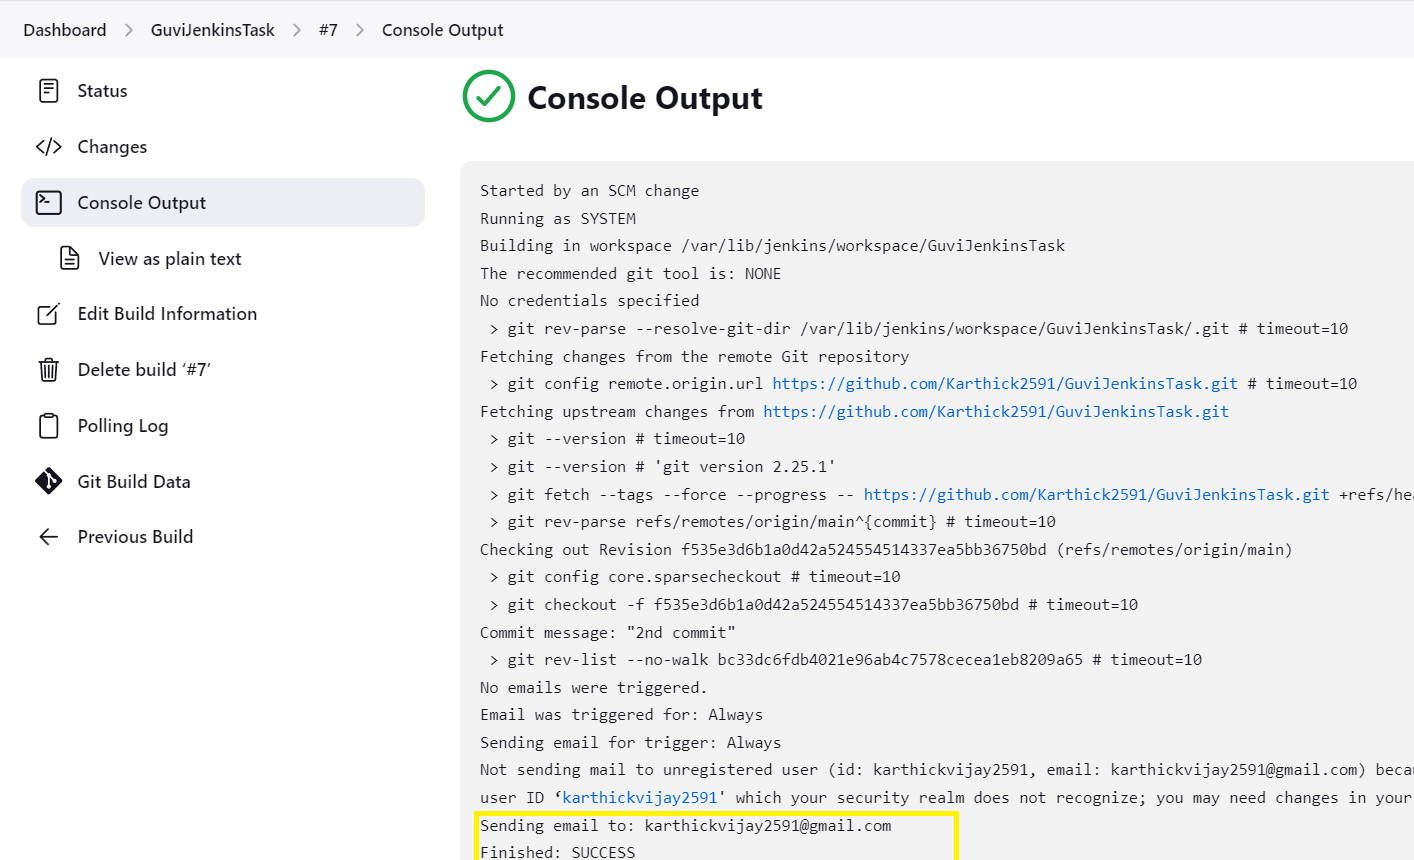 Dashboard > GuviJenkinsTask > #7 > Console Output
Status
Changes
Console Output
View as plain text
Edit Build Information
Delete build ‘#7’
Polling Log
Git Build Data
Previous Build
Console Output
Started by an SCM change
Running as SYSTEM
Building in workspace /var/lib/jenkins/workspace/GuviJenkinsTask
The recommended git tool is: NONE
No credentials specified
> git rev-parse --resolve-git-dir /var/lib/jenkins/workspace/GuviJenkinsTask/.git # timeout=10
Fetching changes from the remote Git repository
> git config remote.origin.url https://github.com/Karthick2591/GuviJenkinsTask.git # timeout=10
Fetching upstream changes from https://github.com/Karthick2591/GuviJenkinsTask.git
> git --version # timeout=10
> git --version # 'git version 2.25.1'
> git fetch --tags --force --progress -- https://github.com/Karthick2591/GuviJenkinsTask.git +refs/hea
> git rev-parse refs/remotes/origin/main^{commit} # timeout=10
Checking out Revision f535e3d6b1a0d42a524554514337ea5bb36750bd (refs/remotes/origin/main)
> git config core.sparsecheckout # timeout=10
> git checkout -f f535e3d6b1a0d42a524554514337ea5bb36750bd # timeout=10
Commit message: "2nd commit"
> git rev-list --no-walk bc33dc6fdb4021e96ab4c7578cecea1eb8209a65 # timeout=10
No emails were triggered.
Email was triggered for: Always
Sending email for trigger: Always
Not sending mail to unregistered user (id: karthickvijay2591, email: karthickvijay2591@gmail.com) becau
user ID ‘karthickvijay2591' which your security realm does not recognize; you may need changes in your
Sending email to: karthickvijay2591@gmail.com
Finished: SUCCESS